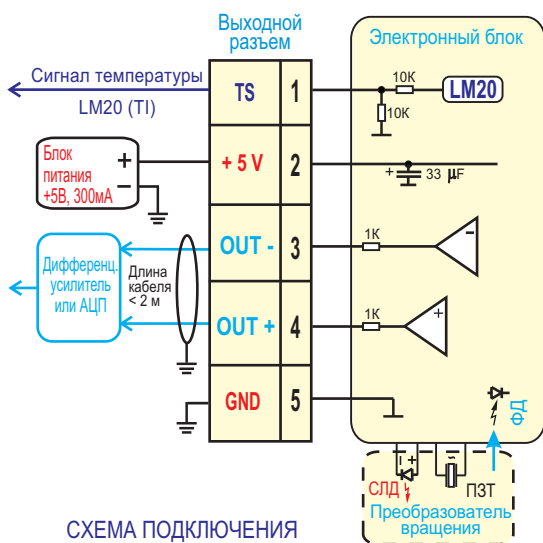 Выходной
разъем
Электронный блок
Сигнал температуры
LM20 (TI)
TS 1
10K
LM20
10K
Блок
питания
+5В, 300мА
+
−
+ 5 V 2
+ 33 µF
Дифференц.
усилитель
или АЦП
Длина
кабеля
< 2 м
OUT - 3
1K
−
OUT + 4
1K
+
GND 5
ФД
− +
~
СЛД
ПЗТ
Преобразователь
вращения
СХЕМА ПОДКЛЮЧЕНИЯ